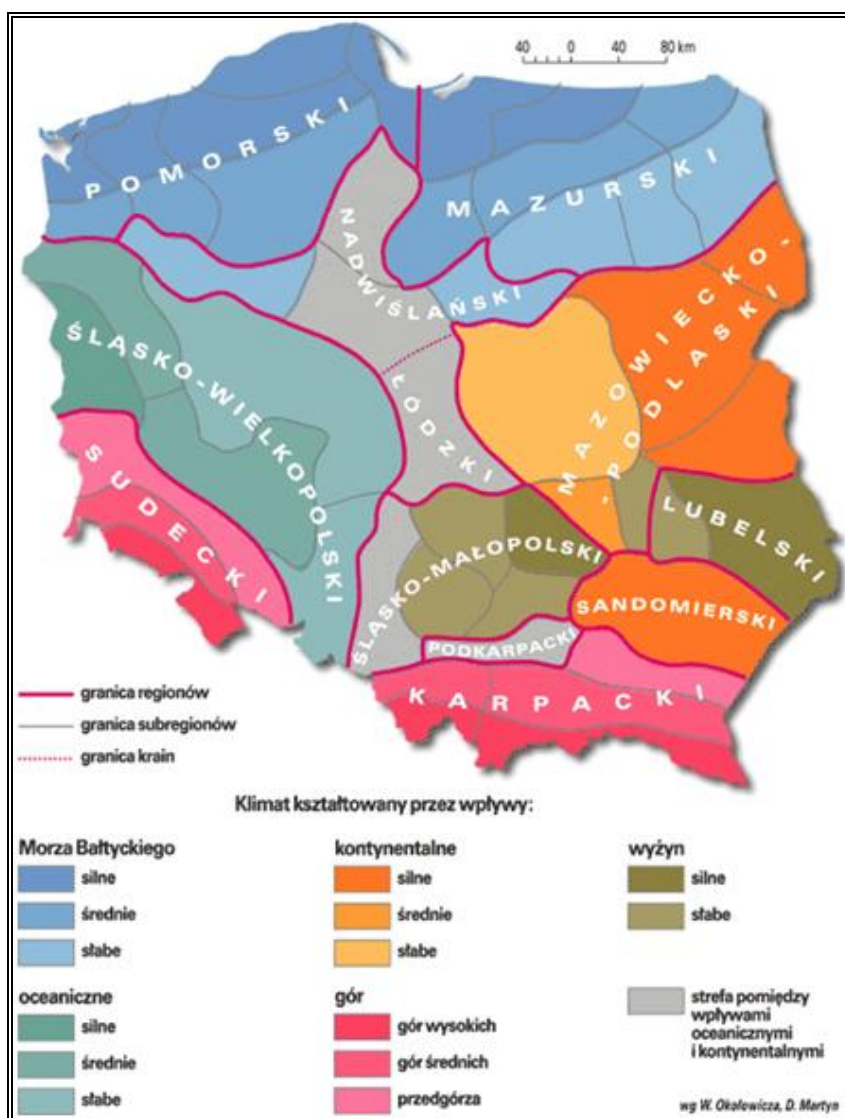 40 0 40 80 km
POMORSKI
MAZURSKI
NADWIŚLAŃSKI
MAZOWIECKO-
-PODLASKI
ŚLĄSKO-WIELKOPOLSKI
ŁÓDZKI
SUDECKI
LUBELSKI
ŚLĄSKO-MAŁOPOLSKI
SANDOMIERSKI
PODKARPACKI
KARPACKI
granica regionów
granica subregionów
granica krain
Klimat kształtowany przez wpływy:
Morza Bałtyckiego
silne
średnie
słabe
kontynentalne
silne
średnie
słabe
wyżyn
silne
słabe
oceaniczne
silne
średnie
słabe
gór
gór wysokich
gór średnich
przedgórza
strefa pomiędzy
wpływami
oceanicznymi
i kontynentalnymi
wg W. Okołowicza, D. Martyn